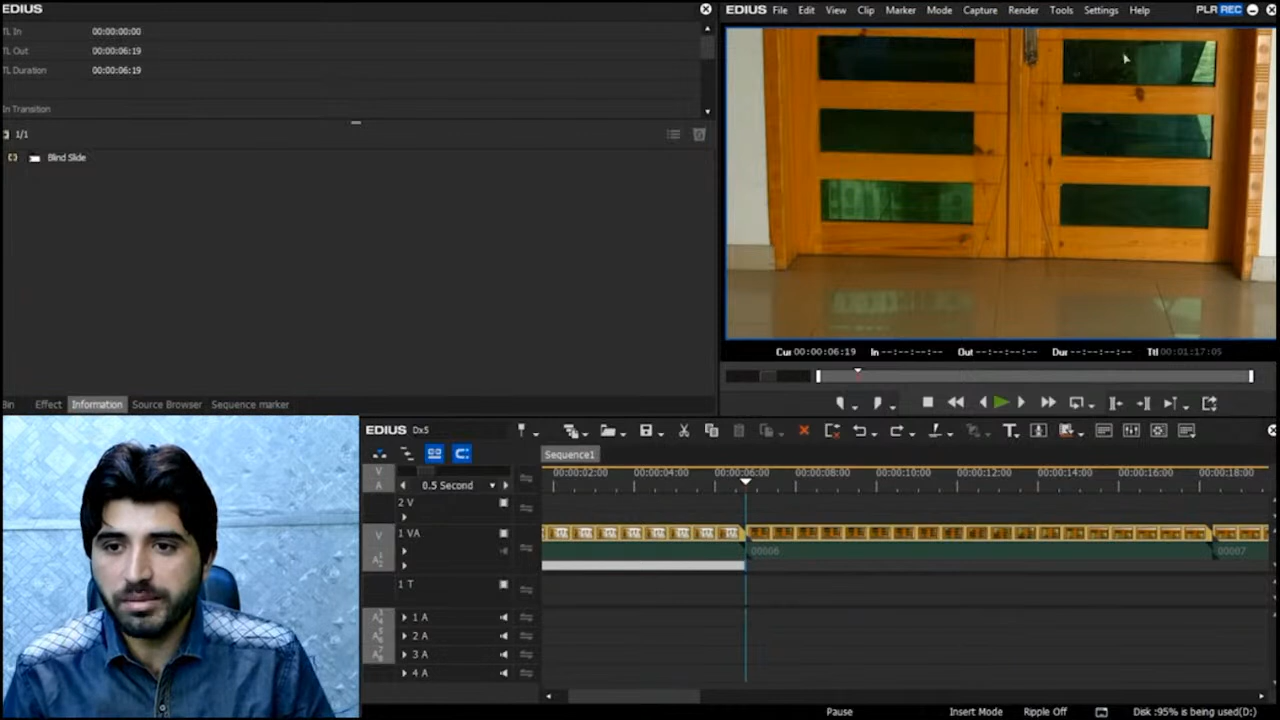 EDIUS
TL In 00:00:00:00
TL Out 00:00:06:19
TL Duration 00:00:06:19
In Transition
1/1
Blind Slide
Bin Effect Information Source Browser Sequence marker
EDIUS File Edit View Clip Marker Mode Capture Render Tools Settings Help PLR REC
Cur 00:00:06:19 In --:--:--:-- Out --:--:--:-- Dur --:--:--:-- Ttl 00:01:17:05
EDIUS Dx5
Sequence1
V
A
0.5 Second
00:00:02:00 00:00:04:00 00:00:06:00 00:00:08:00 00:00:10:00 00:00:12:00 00:00:14:00 00:00:16:00 00:00:18:00
2 V
V 1 VA
00006 00007
1 T
1 A
2 A
3 A
4 A
Pause Insert Mode Ripple Off Disk :95% is being used(D:)